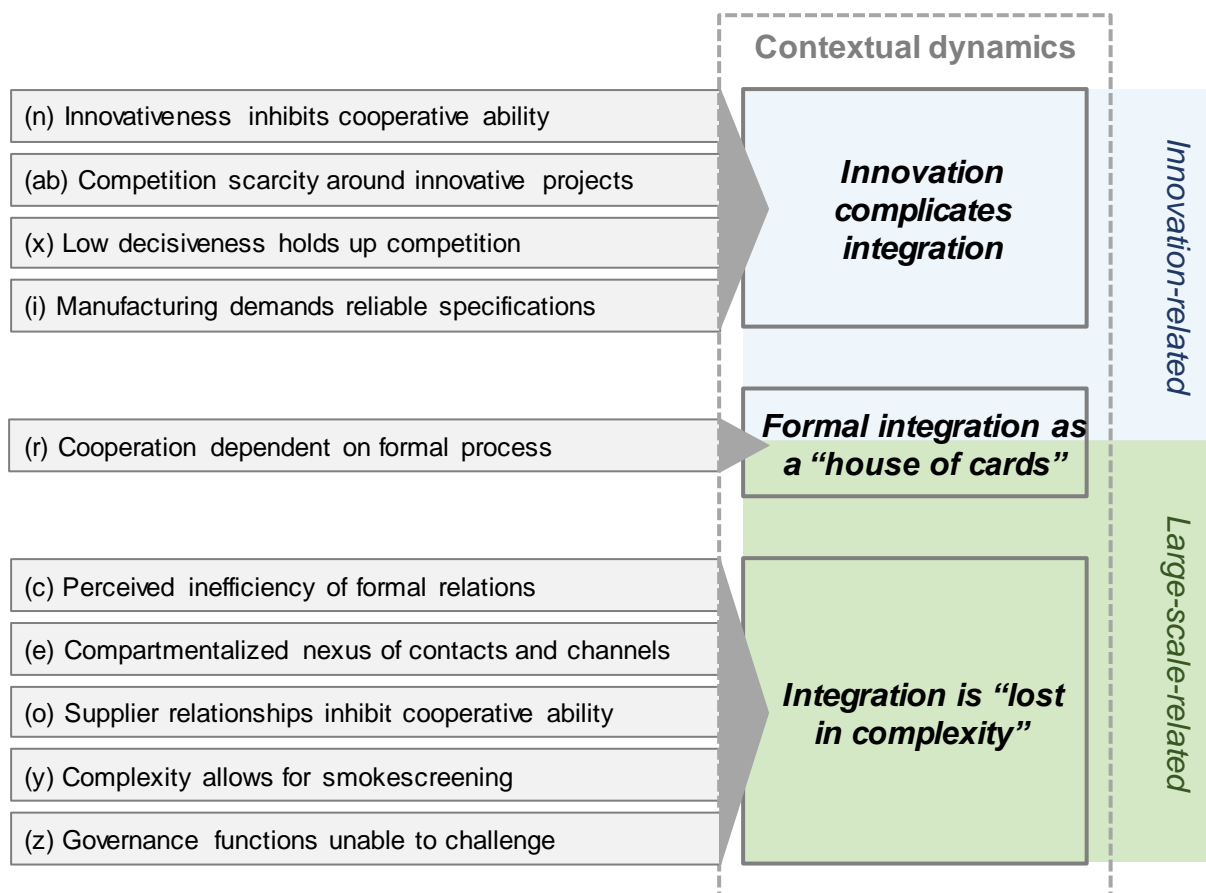 Contextual dynamics
(n) Innovativeness inhibits cooperative ability
(ab) Competition scarcity around innovative projects
(x) Low decisiveness holds up competition
(i) Manufacturing demands reliable specifications
Innovation
complicates
integration
Innovation-related
(r) Cooperation dependent on formal process
Formal integration as
a “house of cards”
(c) Perceived inefficiency of formal relations
(e) Compartmentalized nexus of contacts and channels
(o) Supplier relationships inhibit cooperative ability
(y) Complexity allows for smokescreening
(z) Governance functions unable to challenge
Integration is “lost
in complexity”
Large-scale-related